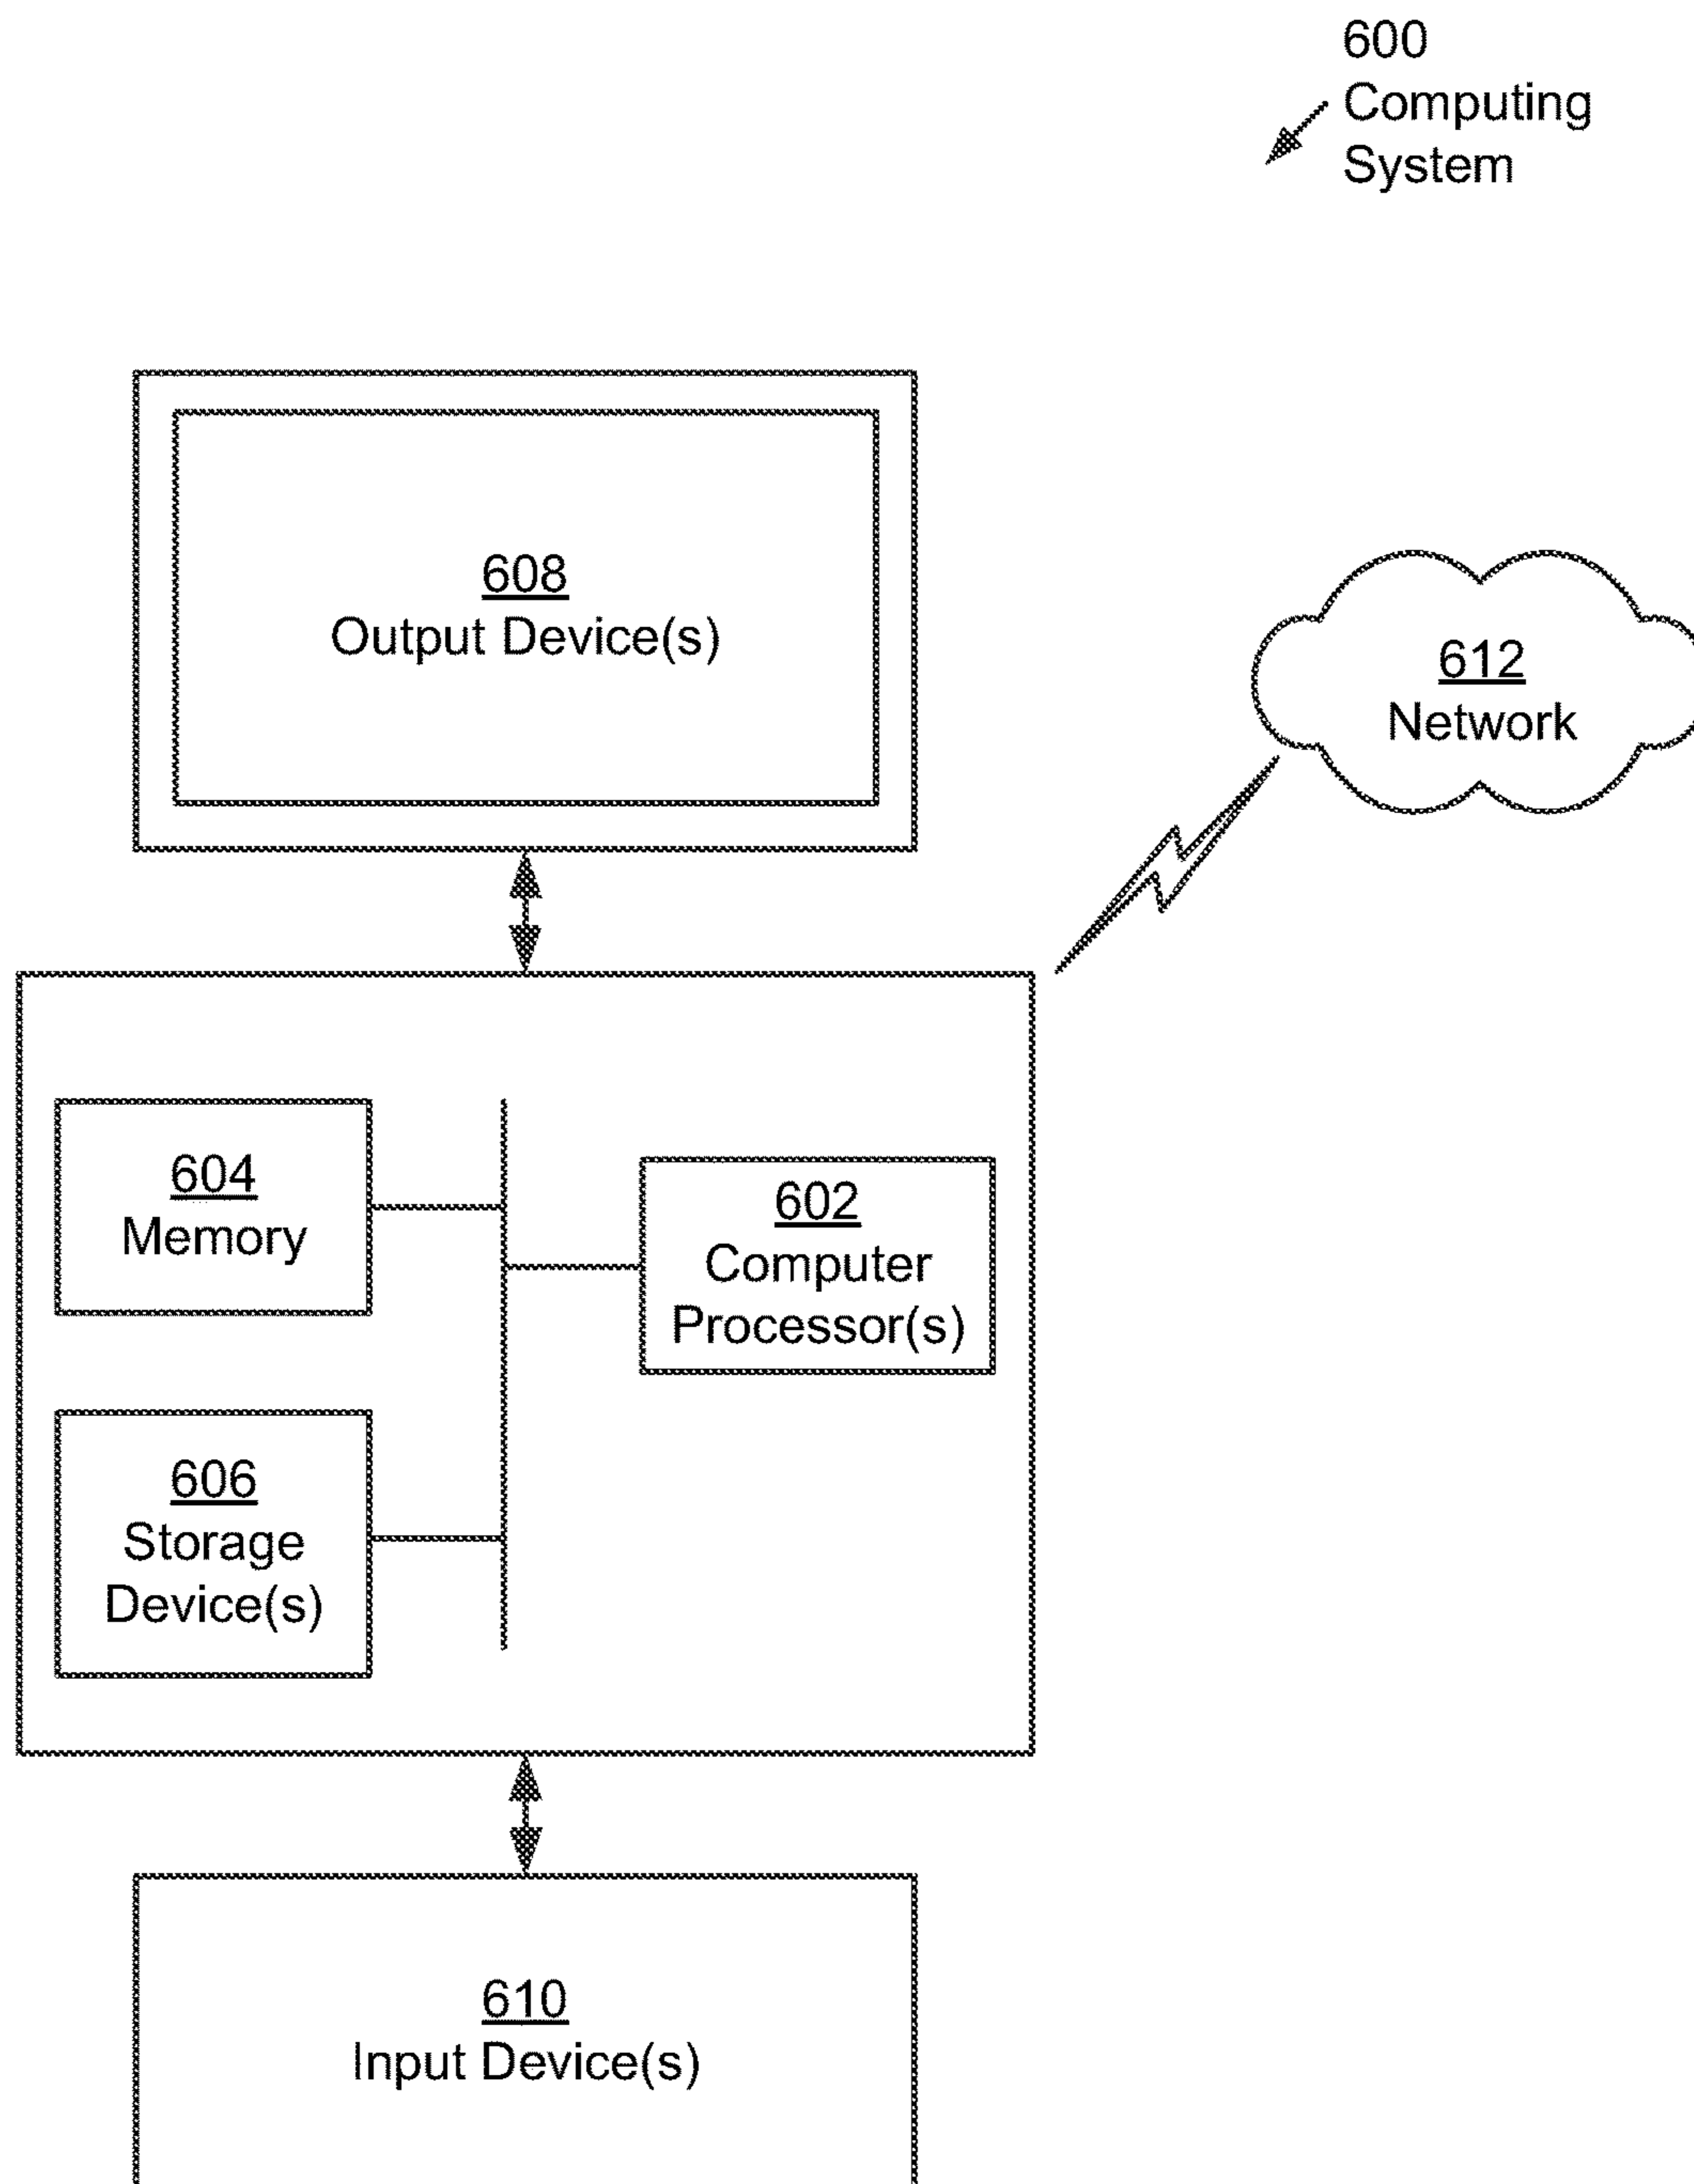 600
Computing
System
608
Output Device(s)
612
Network
604
Memory
602
Computer
Processor(s)
606
Storage
Device(s)
610
Input Device(s)